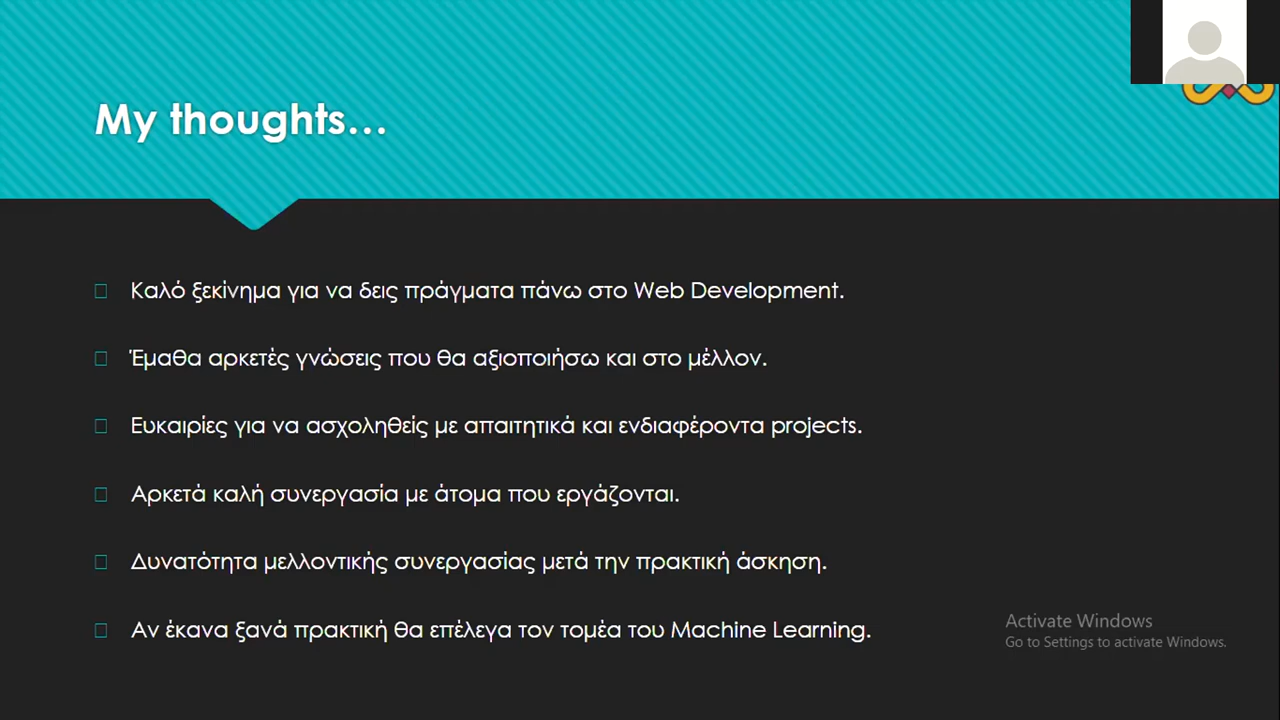 My thoughts...
Καλό ξεκίνημα για να δεις πράγματα πάνω στο Web Development.
Έμαθα αρκετές γνώσεις που θα αξιοποιήσω και στο μέλλον.
Ευκαιρίες για να ασχοληθείς με απαιτητικά και ενδιαφέροντα projects.
Αρκετά καλή συνεργασία με άτομα που εργάζονται.
Δυνατότητα μελλοντικής συνεργασίας μετά την πρακτική άσκηση.
Αν έκανα ξανά πρακτική θα επέλεγα τον τομέα του Machine Learning.
Activate Windows
Go to Settings to activate Windows.